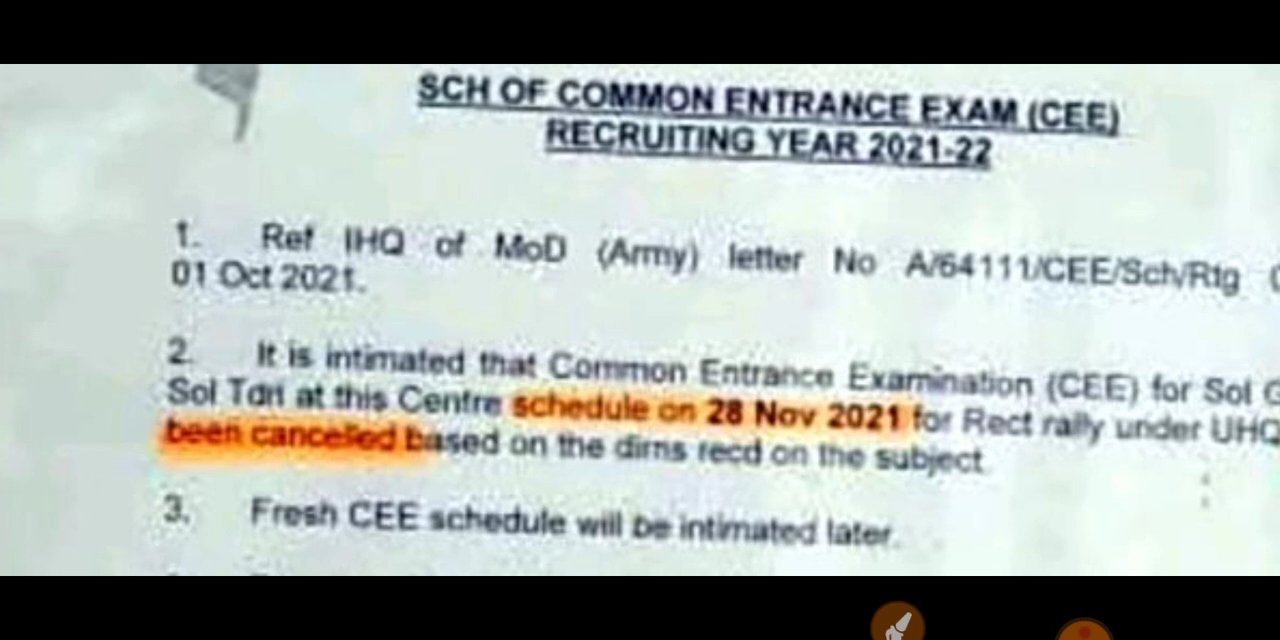 SCH OF COMMON ENTRANCE EXAM (CEE)
RECRUITING YEAR 2021-22
1. Ref IHQ of MoD (Army) letter No A/64111/CEE/Sch/Rtg
01 Oct 2021.
2. It is intimated that Common Entrance Examination (CEE) for Sol
Sol Tdn at this Centre schedule on 28 Nov 2021 for Rect rally under UHQ
been cancelled based on the dirns recd on the subject
3. Fresh CEE schedule will be intimated later.